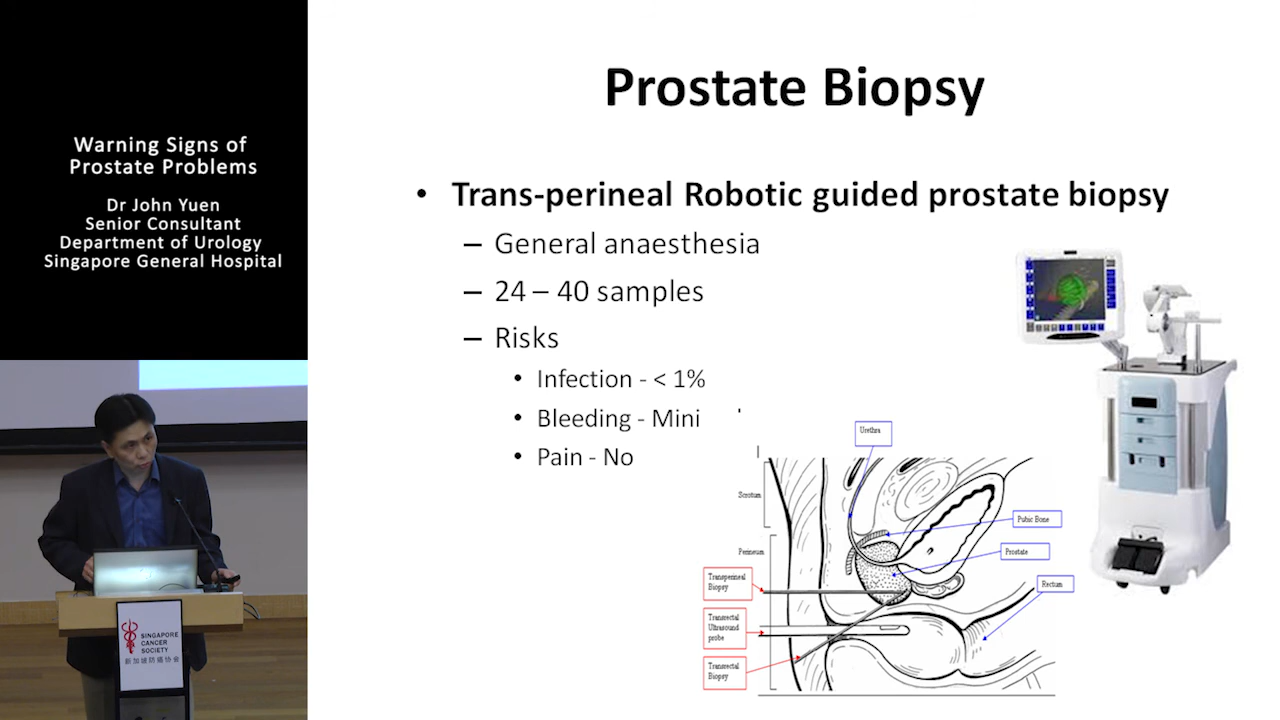 Warning Signs of
Prostate Problems
Dr John Yuen
Senior Consultant
Department of Urology
Singapore General Hospital
SINGAPORE
CANCER
SOCIETY
新加坡防癌协会
Prostate Biopsy
• Trans-perineal Robotic guided prostate biopsy
– General anaesthesia
– 24 – 40 samples
– Risks
• Infection - < 1%
• Bleeding - Mini
• Pain - No
Urethra
Scrotum
Pubic Bone
Perineum
Prostate
Transperineal
Biopsy
Rectum
Transrectal
Ultrasound
probe
Transrectal
Biopsy